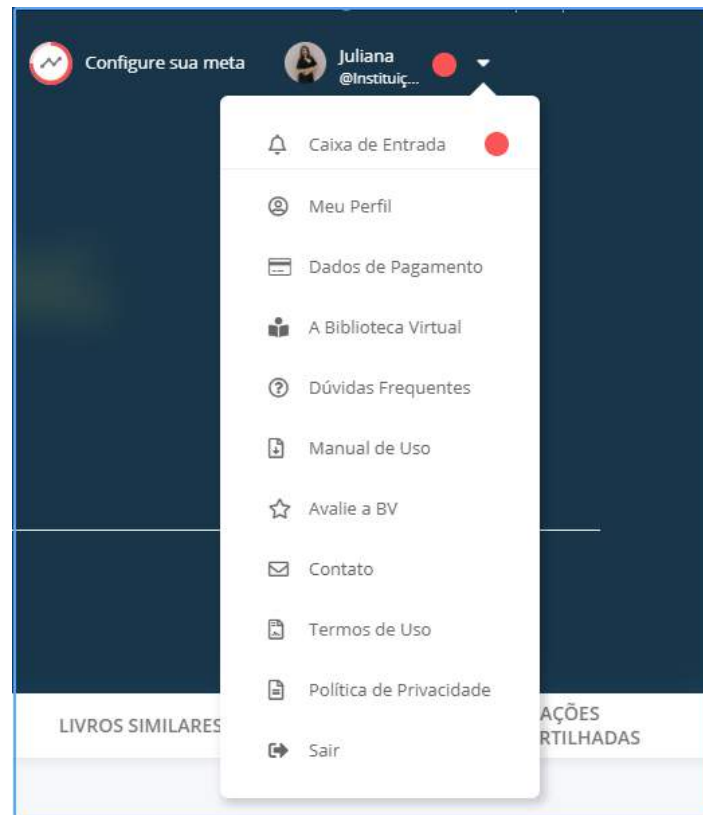 Configure sua meta
Juliana
@Instituiç...
Caixa de Entrada
Meu Perfil
Dados de Pagamento
A Biblioteca Virtual
Dúvidas Frequentes
Manual de Uso
Avalie a BV
Contato
Termos de Uso
Política de Privacidade
Sair
LIVROS SIMILARES
AÇÕES
RTILHADAS